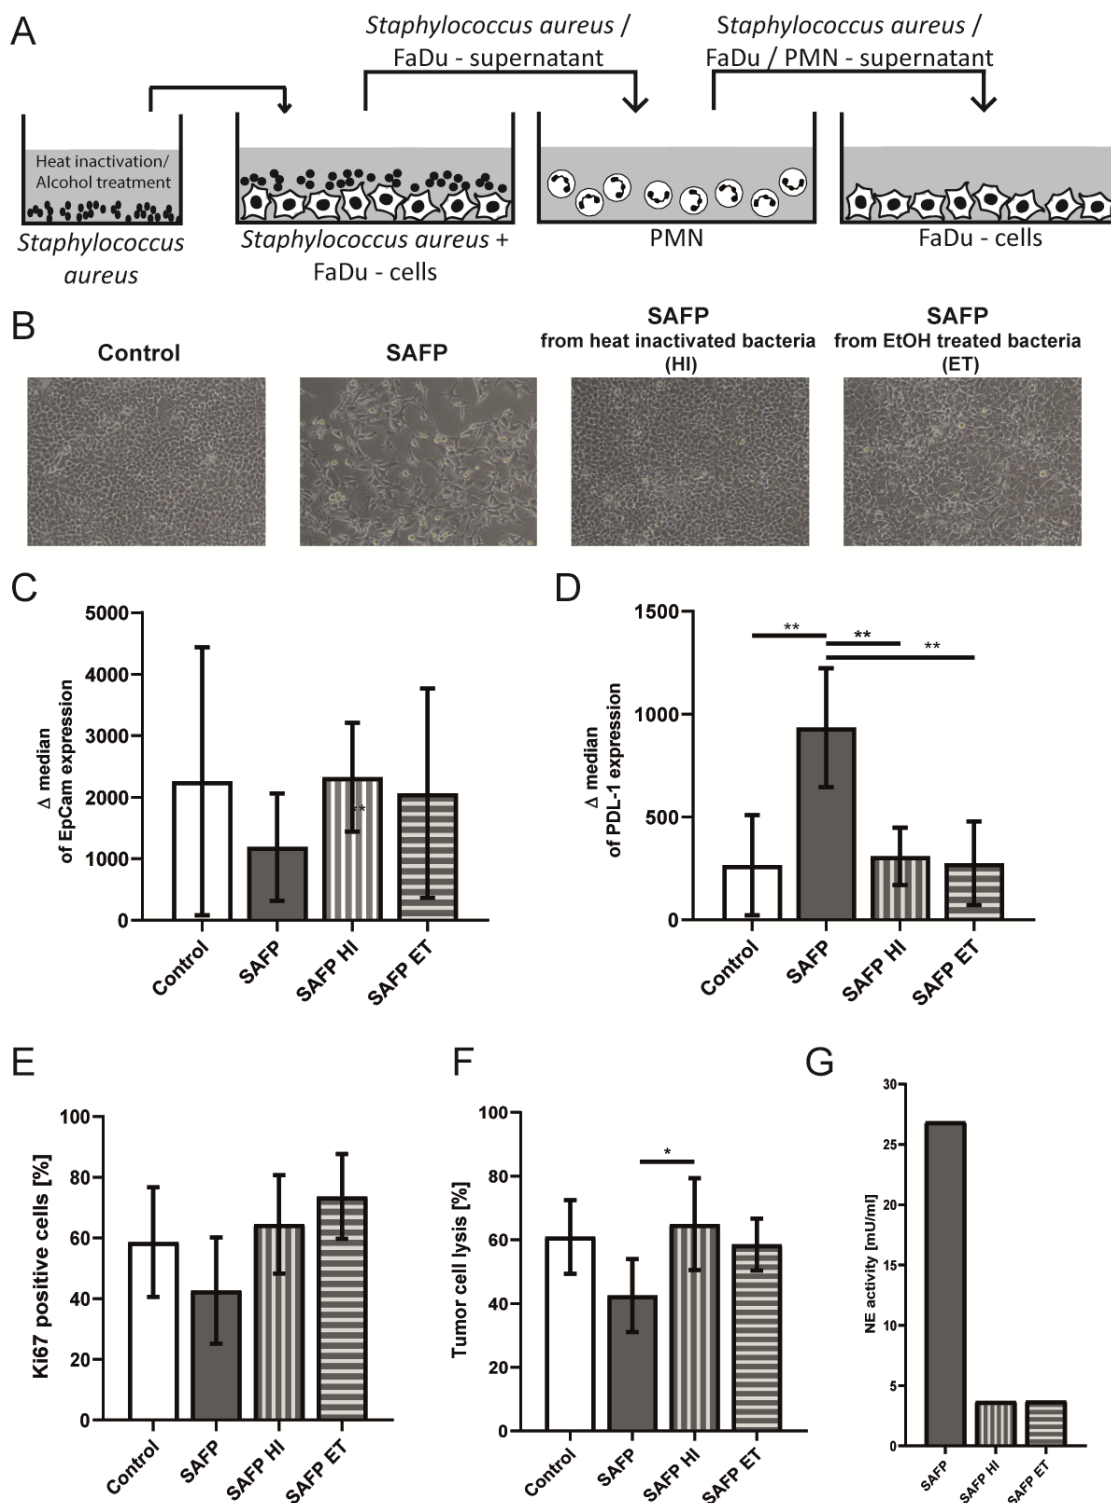 A
Staphylococcus aureus /
FaDu - supernatant
Staphylococcus aureus /
FaDu / PMN - supernatant
Heat inactivation/
Alcohol treatment
Staphylococcus
aureus
Staphylococcus aureus +
FaDu - cells
PMN
FaDu - cells
B
Control
SAFP
SAFP
from heat inactivated bacteria
(HI)
SAFP
from EtOH treated bacteria
(ET)
C
Δ median
of EpCam expression
5000
4000
3000
2000
1000
0
**
Control
SAFP
SAFP HI
SAFP ET
D
Δ median
of PDL-1 expression
1500
1000
500
0
**
**
**
Control
SAFP
SAFP HI
SAFP ET
E
Ki67 positive cells [%]
100
80
60
40
20
0
Control
SAFP
SAFP HI
SAFP ET
F
Tumor cell lysis [%]
100
80
60
40
20
0
*
Control
SAFP
SAFP HI
SAFP ET
G
NE activity [mU/ml]
30
25
20
15
10
5
0
SAFP
SAFP HI
SAFP ET